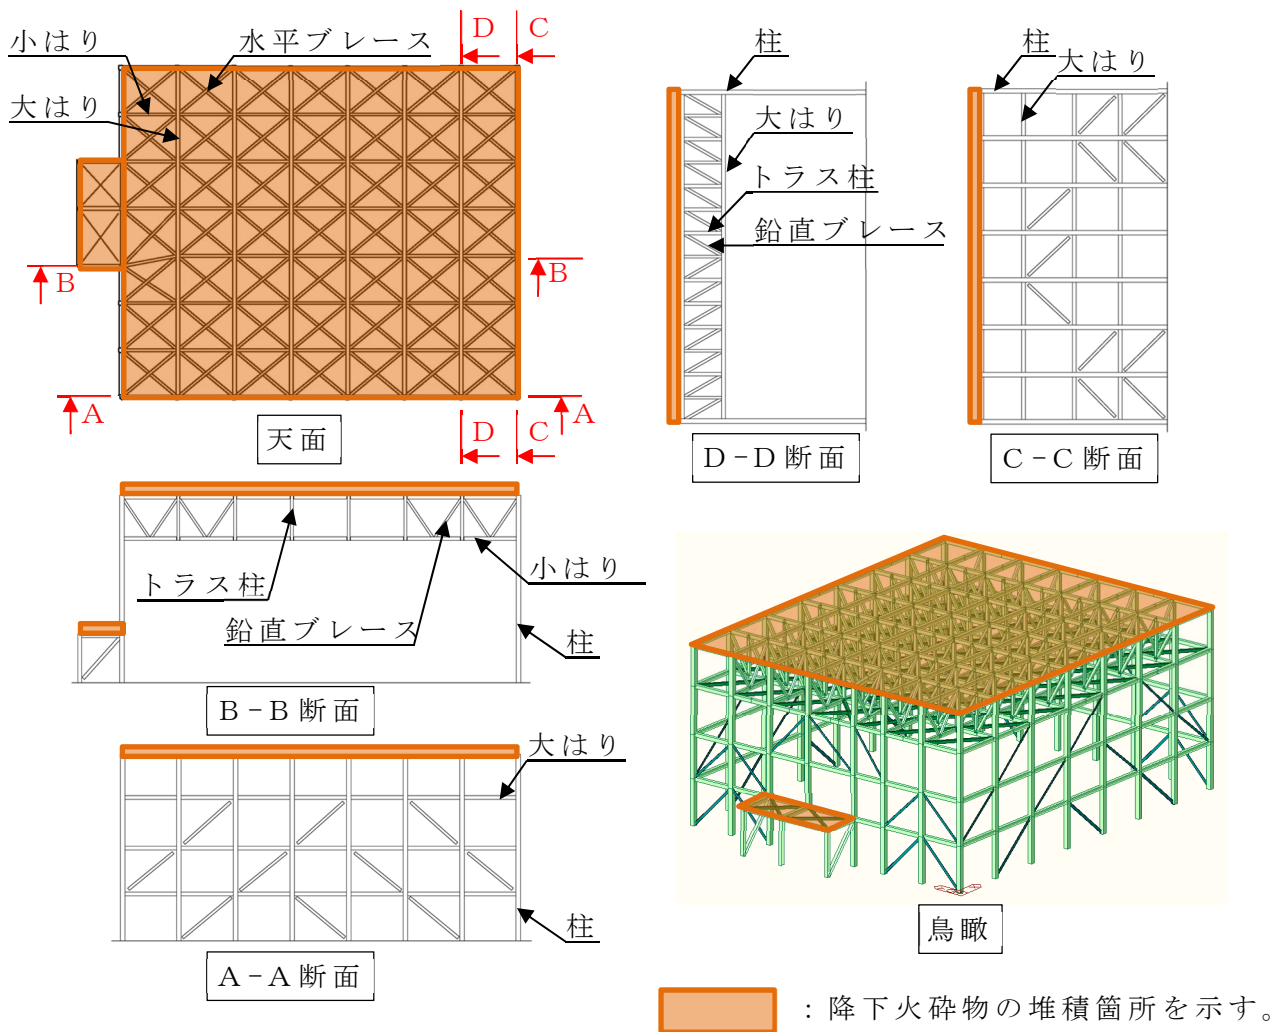 小はり
水平ブレース
大はり
D
C
B
B
A
A
D
C
天面
柱
大はり
トラス柱
鉛直ブレース
D-D断面
柱
大はり
C-C断面
トラス柱
鉛直ブレース
小はり
柱
B-B断面
大はり
柱
A-A断面
鳥瞰
:降下火砕物の堆積箇所を示す。